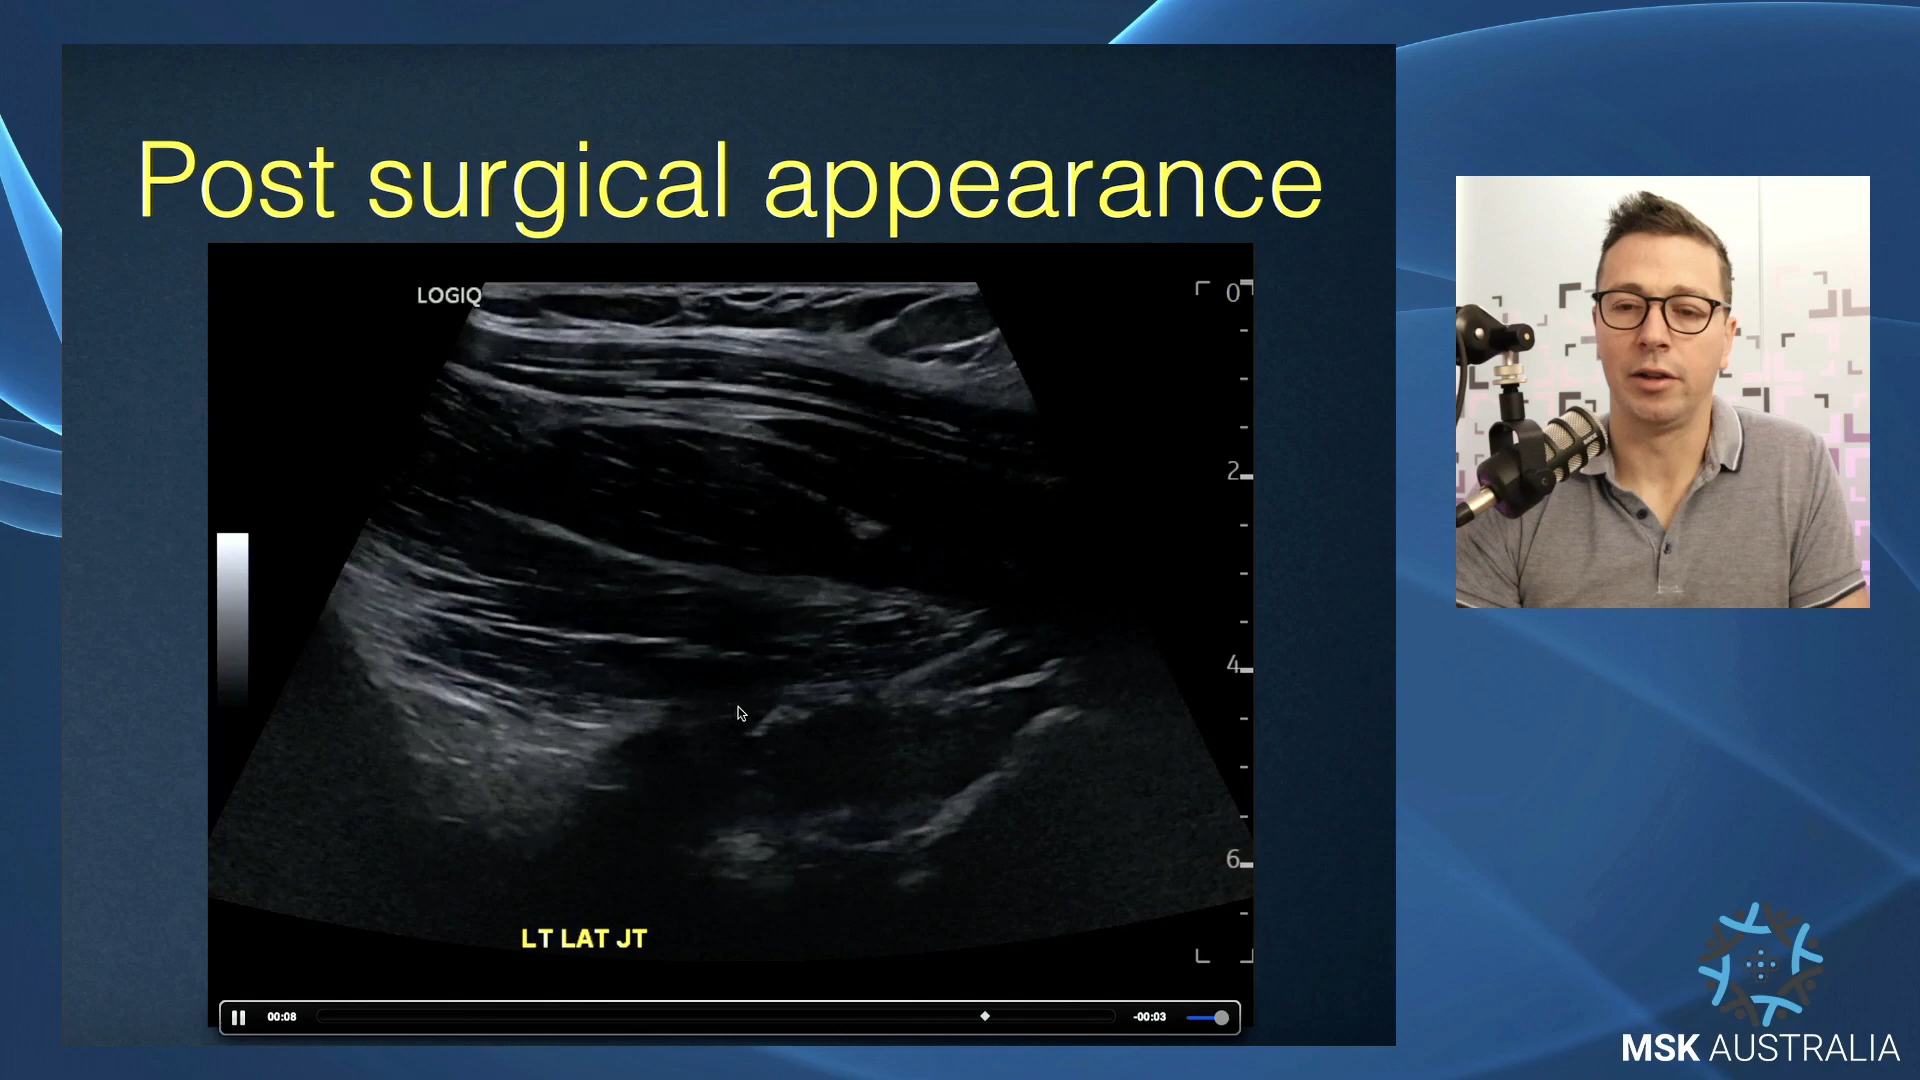 Post surgical appearance
LOGIQ
0
2
4
6
LT LAT JT
00:08
-00:03
MSK AUSTRALIA